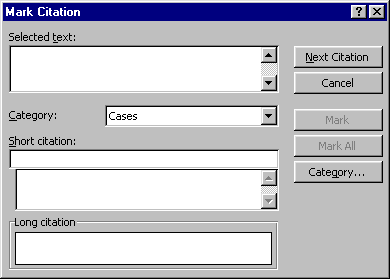 Mark Citation
Selected text:
Next Citation
Cancel
Category:
Cases
Mark
Short citation:
Mark All
Category...
Long citation